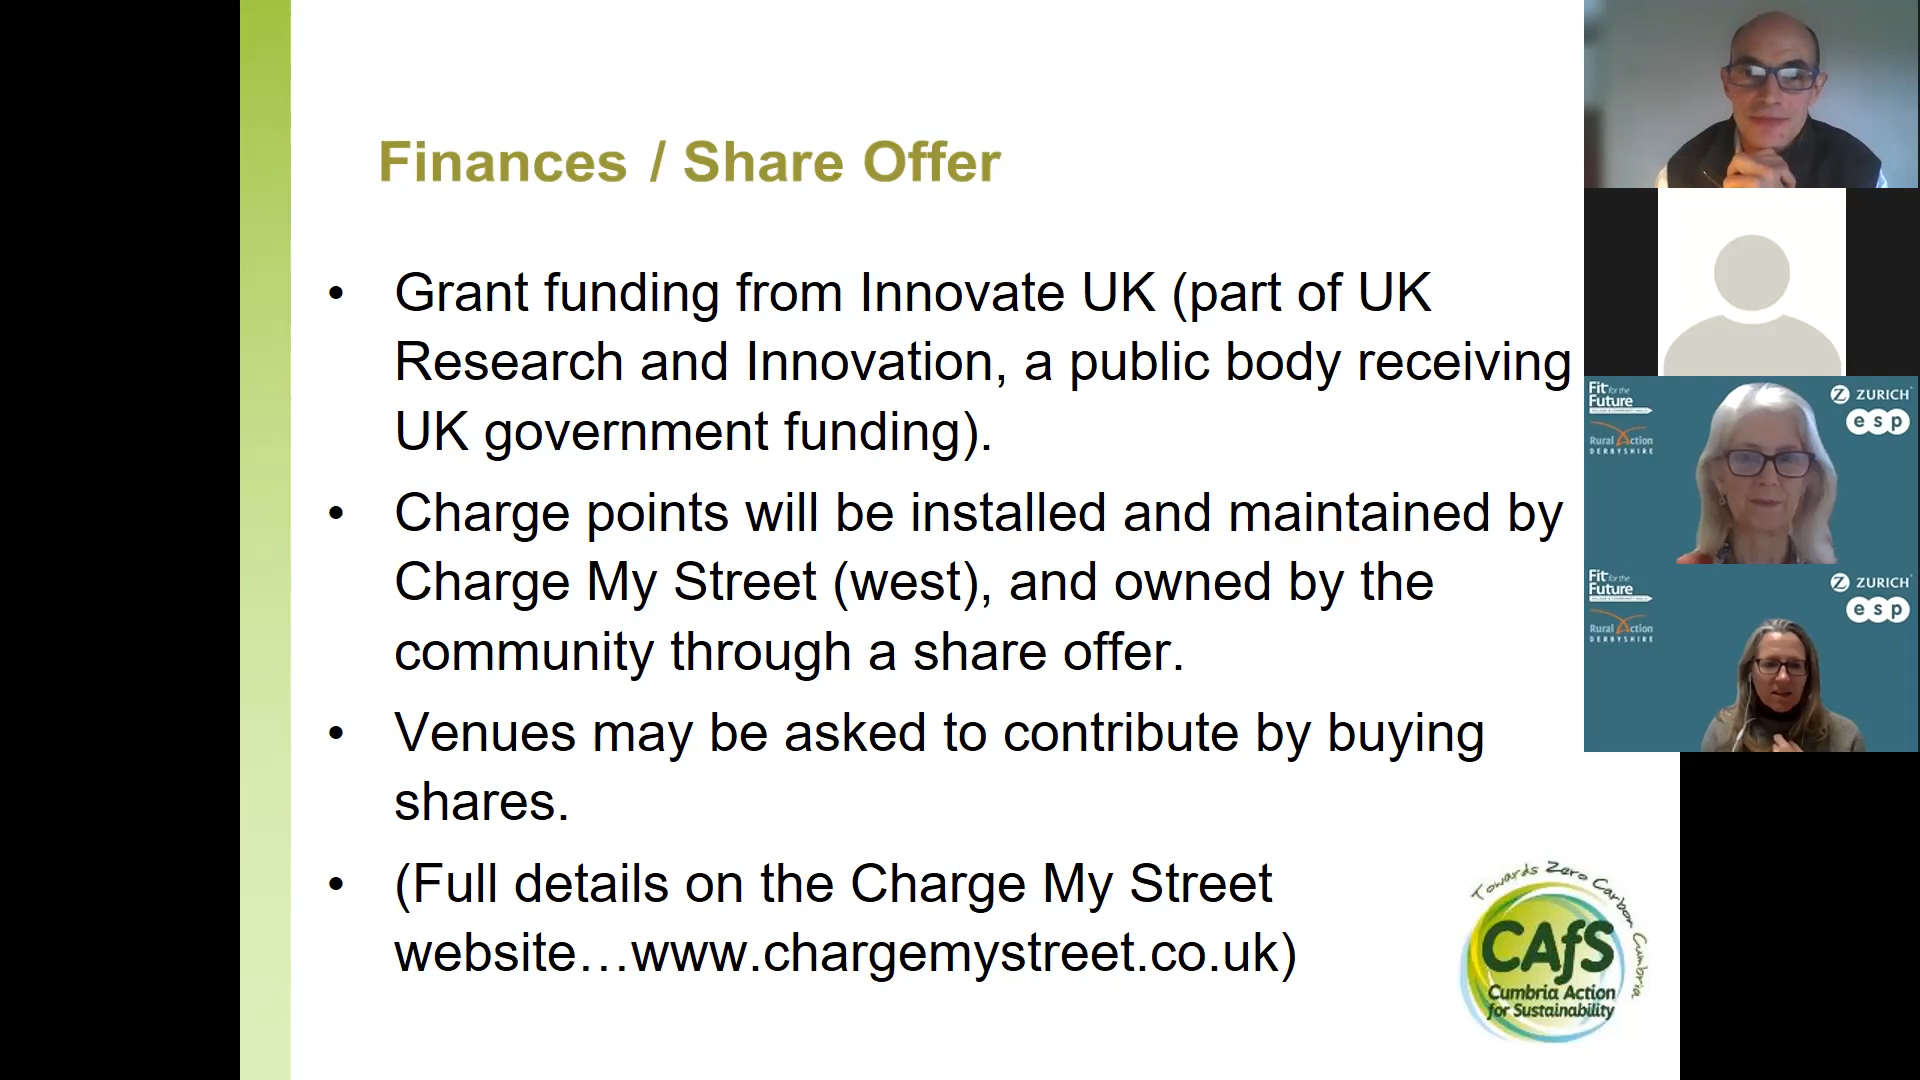 Finances / Share Offer
• Grant funding from Innovate UK (part of UK
Research and Innovation, a public body receiving
UK government funding).
• Charge points will be installed and maintained by
Charge My Street (west), and owned by the
community through a share offer.
• Venues may be asked to contribute by buying
shares.
• (Full details on the Charge My Street
website…www.chargemystreet.co.uk)
Towards Zero Carbon Cumbria
CAfS
Cumbria Action
for Sustainability
Fit for the
Future
Rural Action
DERBYSHIRE
ZURICH
esp
Fit for the
Future
Rural Action
DERBYSHIRE
ZURICH
esp